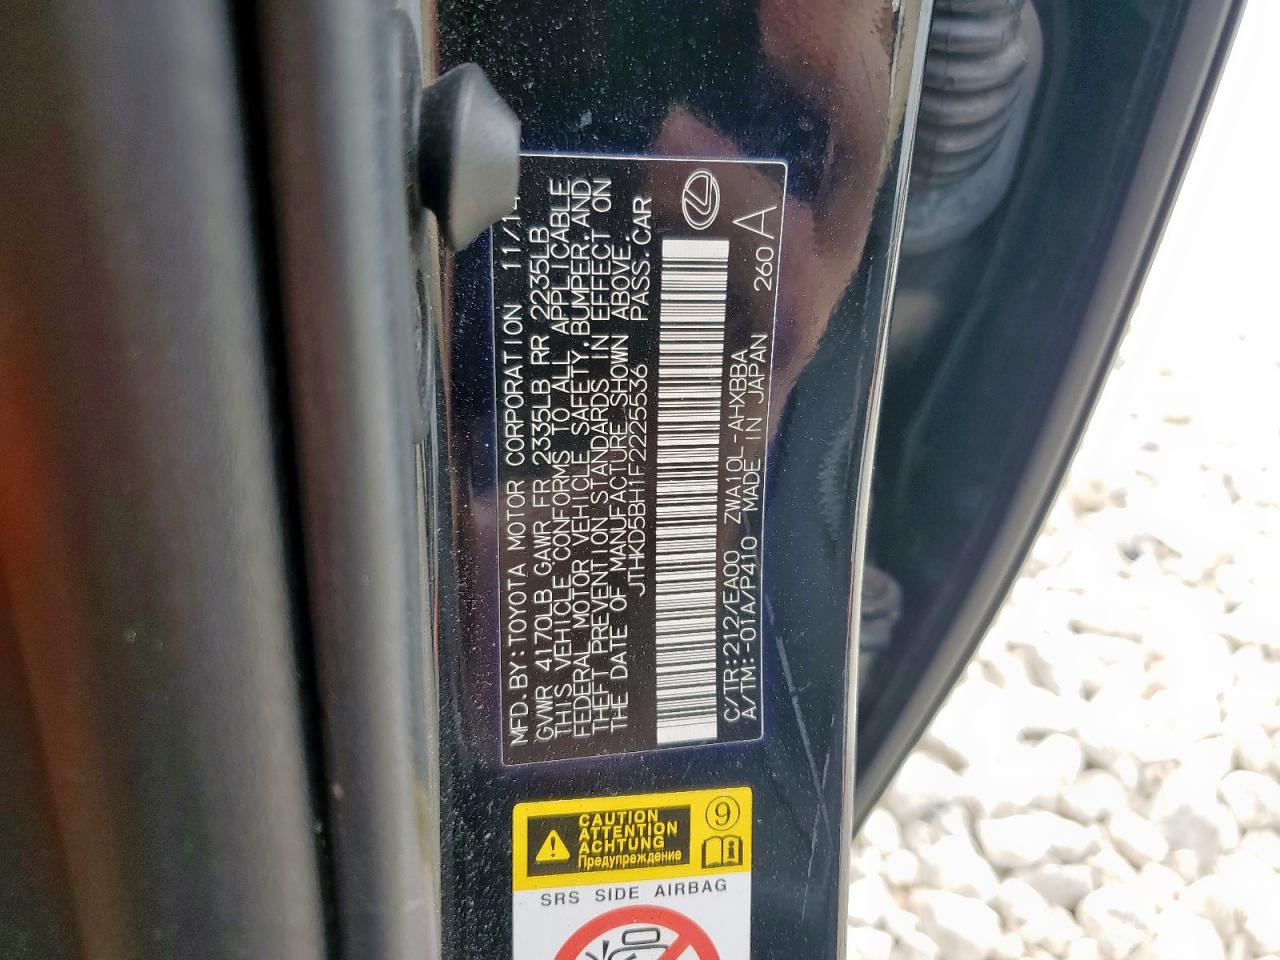 MFD.BY:TOYOTA MOTOR CORPORATION 11/14
GVWR 4170LB GAWR FR 2335LB RR 2235LB
THIS VEHICLE CONFORMS TO ALL APPLICABLE
FEDERAL MOTOR VEHICLE SAFETY,BUMPER,AND
THEFT PREVENTION STANDARDS IN EFFECT ON
THE DATE OF MANUFACTURE SHOWN ABOVE.
JTHKD5BH1F2225536 PASS.CAR
C/TR:212/EA00 ZWA10L-AHXBBA
A/TM:-01A/P410 MADE IN JAPAN 260 A
CAUTION
ATTENTION
ACHTUNG
Предупреждение
9
SRS SIDE AIRBAG